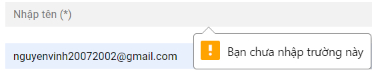 Nhập tên (*)
Bạn chưa nhập trường này
nguyenvinh20072002@gmail.com